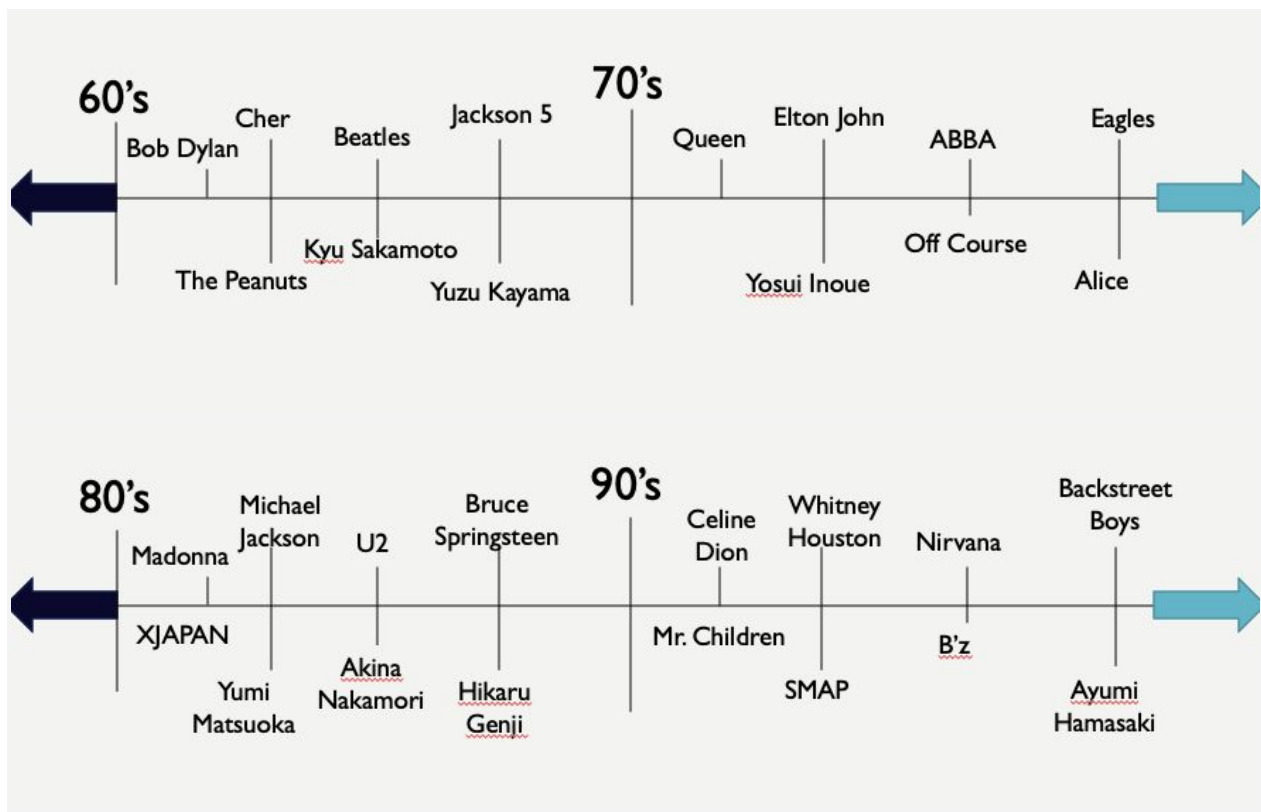 60's
70's
Bob Dylan
Cher
Beatles
Jackson 5
Queen
Elton John
ABBA
Eagles
The Peanuts
Kyu Sakamoto
Yuzu Kayama
Yosui Inoue
Off Course
Alice
80's
90's
Madonna
Michael
Jackson
U2
Bruce
Springsteen
Celine
Dion
Whitney
Houston
Nirvana
Backstreet
Boys
XJAPAN
Yumi
Matsuoka
Akina
Nakamori
Hikaru
Genji
Mr. Children
SMAP
B'z
Ayumi
Hamasaki